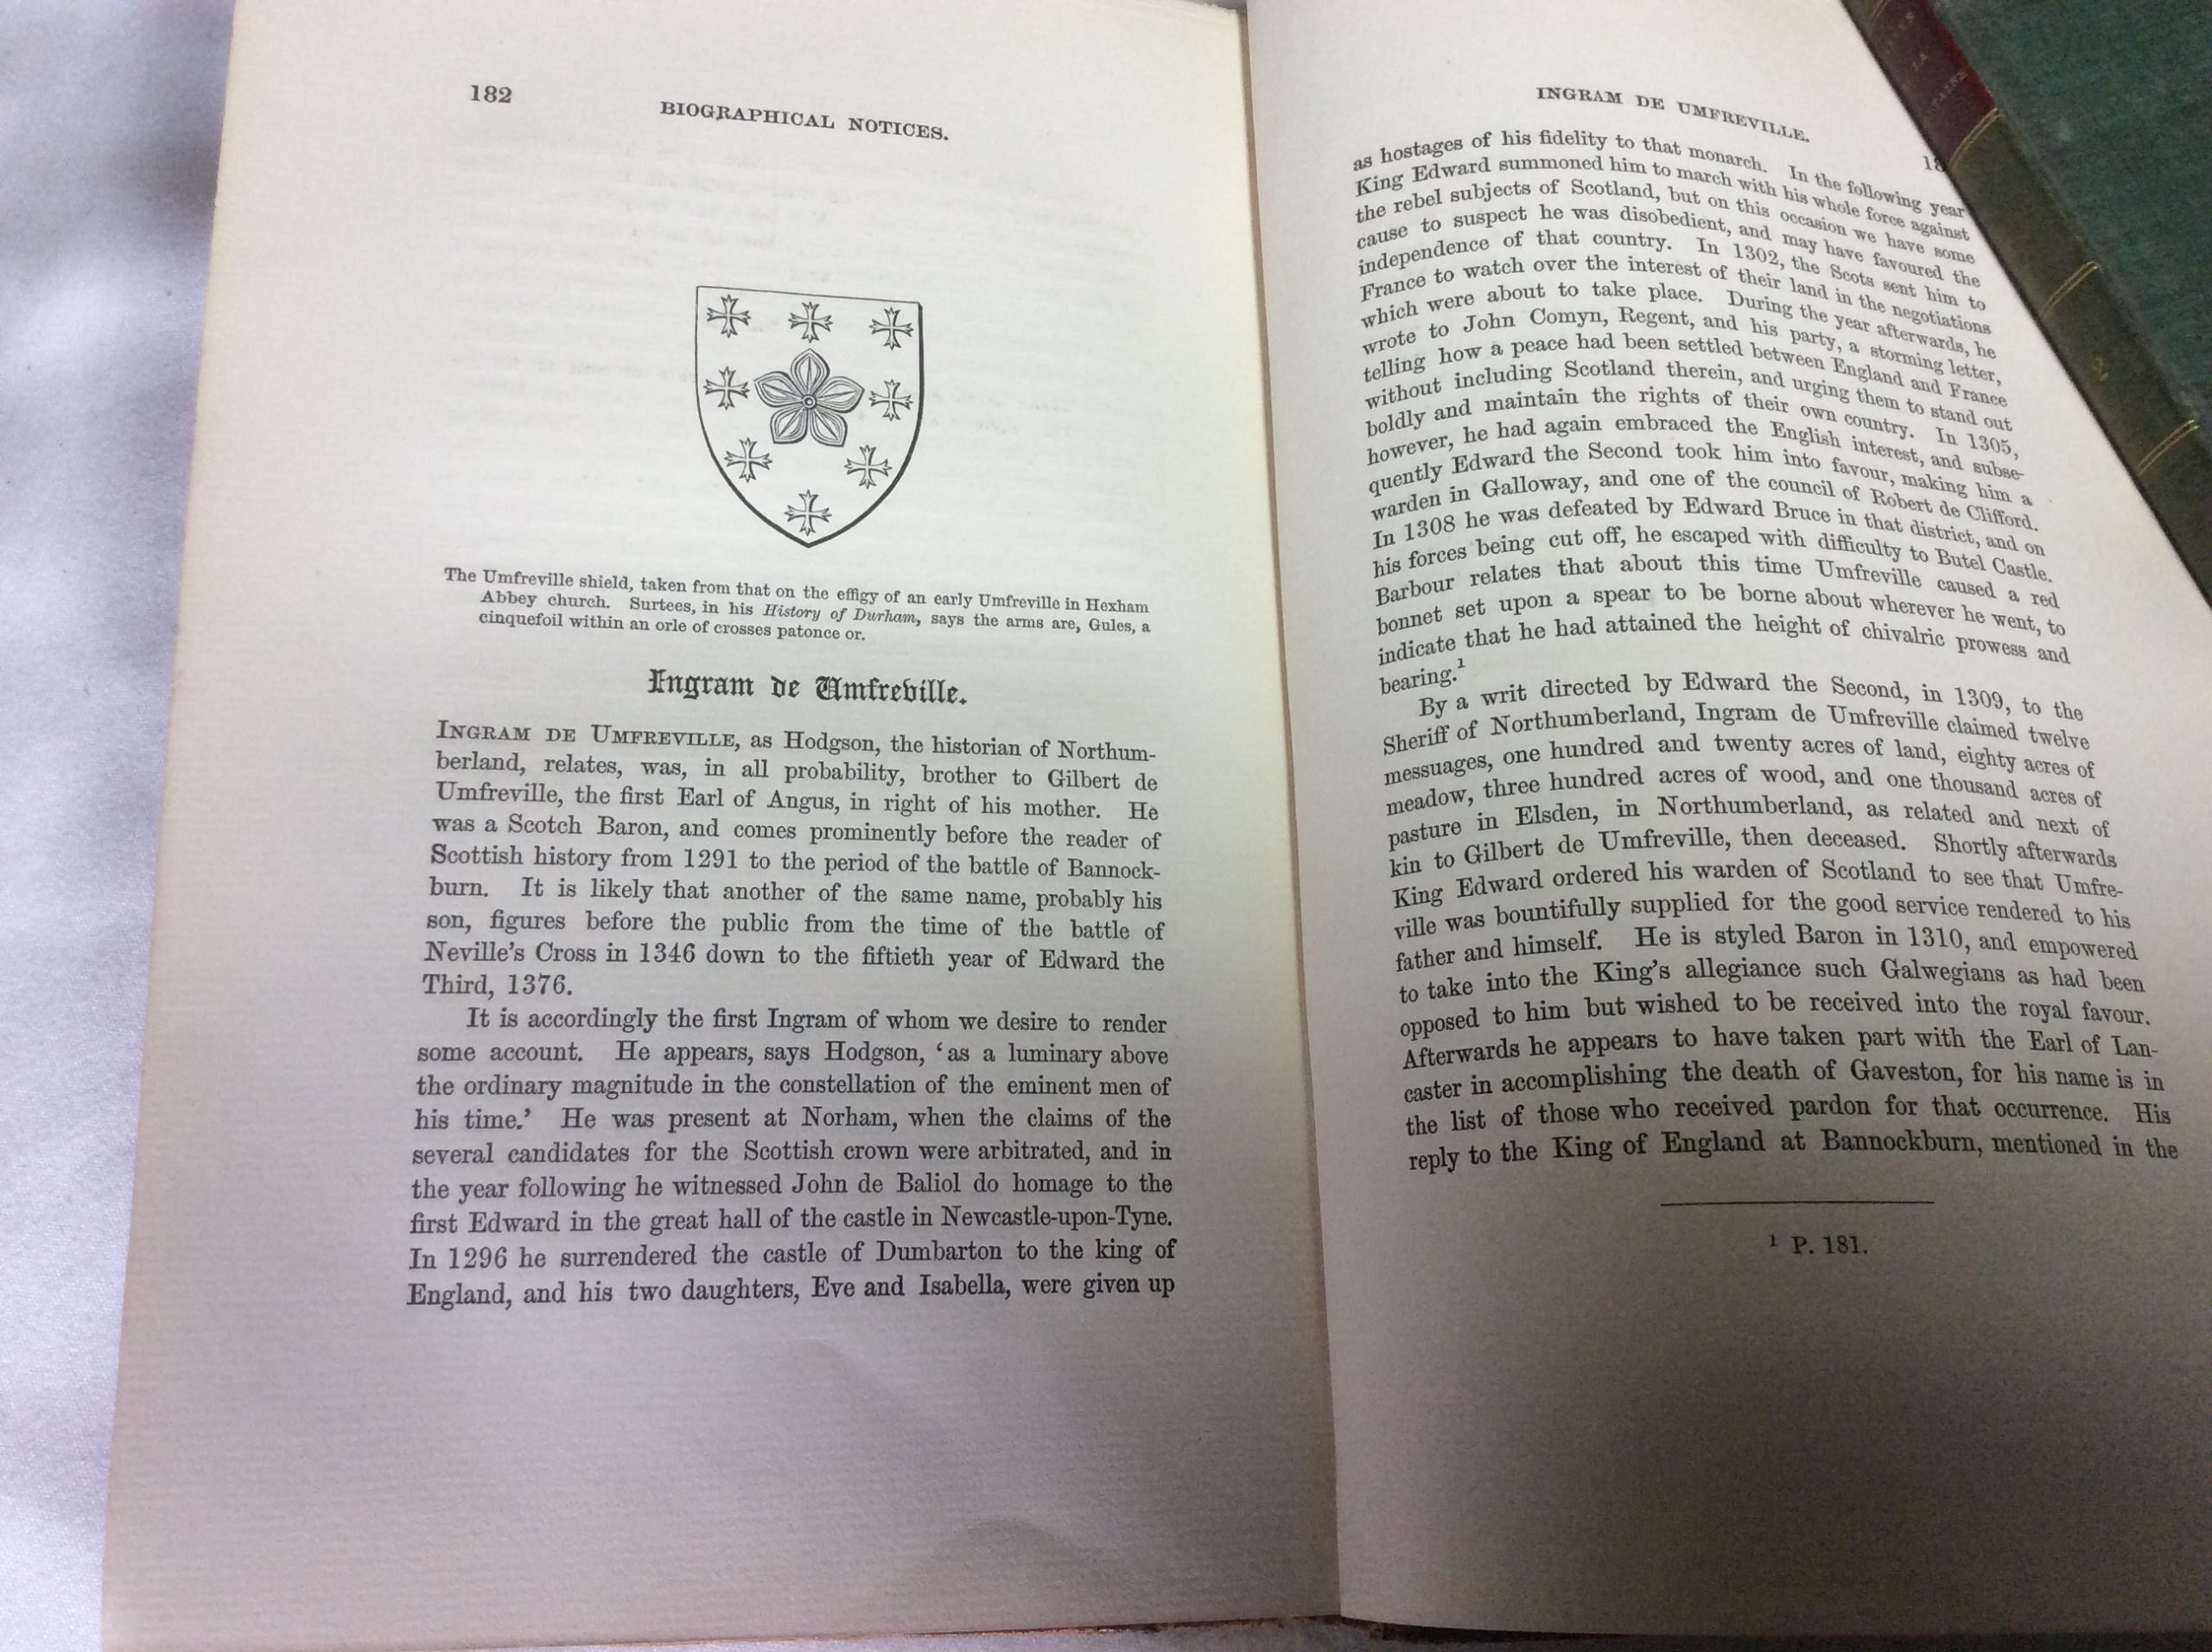 182
BIOGRAPHICAL NOTICES.
The Umfreville shield, taken from that on the effigy of an early Umfreville in Hexham
Abbey church. Surtees, in his History of Durham, says the arms are, Gules, a
cinquefoil within an orle of crosses patonce or.
Ingram de Umfreville.
INGRAM DE UMFREVILLE, as Hodgson, the historian of Northum-
berland, relates, was, in all probability, brother to Gilbert de
Umfreville, the first Earl of Angus, in right of his mother. He
was a Scotch Baron, and comes prominently before the reader of
Scottish history from 1291 to the period of the battle of Bannock-
burn. It is likely that another of the same name, probably his
son, figures before the public from the time of the battle of
Neville's Cross in 1346 down to the fiftieth year of Edward the
Third, 1376.
It is accordingly the first Ingram of whom we desire to render
some account. He appears, says Hodgson, ‘as a luminary above
the ordinary magnitude in the constellation of the eminent men of
his time.’ He was present at Norham, when the claims of the
several candidates for the Scottish crown were arbitrated, and in
the year following he witnessed John de Baliol do homage to the
first Edward in the great hall of the castle in Newcastle-upon-Tyne.
In 1296 he surrendered the castle of Dumbarton to the king of
England, and his two daughters, Eve and Isabella, were given up
INGRAM DE UMFREVILLE.
18
as hostages of his fidelity to that monarch. In the following year
King Edward summoned him to march with his whole force against
the rebel subjects of Scotland, but on this occasion we have some
cause to suspect he was disobedient, and may have favoured the
independence of that country. In 1302, the Scots sent him to
France to watch over the interest of their land in the negotiations
which were about to take place. During the year afterwards, he
wrote to John Comyn, Regent, and his party, a storming letter,
telling how a peace had been settled between England and France
without including Scotland therein, and urging them to stand out
boldly and maintain the rights of their own country. In 1305,
however, he had again embraced the English interest, and subse-
quently Edward the Second took him into favour, making him a
warden in Galloway, and one of the council of Robert de Clifford.
In 1308 he was defeated by Edward Bruce in that district, and on
his forces being cut off, he escaped with difficulty to Butel Castle.
Barbour relates that about this time Umfreville caused a red
bonnet set upon a spear to be borne about wherever he went, to
indicate that he had attained the height of chivalric prowess and
bearing.¹
By a writ directed by Edward the Second, in 1309, to the
Sheriff of Northumberland, Ingram de Umfreville claimed twelve
messuages, one hundred and twenty acres of land, eighty acres of
meadow, three hundred acres of wood, and one thousand acres of
pasture in Elsden, in Northumberland, as related and next of
kin to Gilbert de Umfreville, then deceased. Shortly afterwards
King Edward ordered his warden of Scotland to see that Umfre-
ville was bountifully supplied for the good service rendered to his
father and himself. He is styled Baron in 1310, and empowered
to take into the King's allegiance such Galwegians as had been
opposed to him but wished to be received into the royal favour.
Afterwards he appears to have taken part with the Earl of Lan-
caster in accomplishing the death of Gaveston, for his name is in
the list of those who received pardon for that occurrence. His
reply to the King of England at Bannockburn, mentioned in the
¹ P. 181.
LA
2